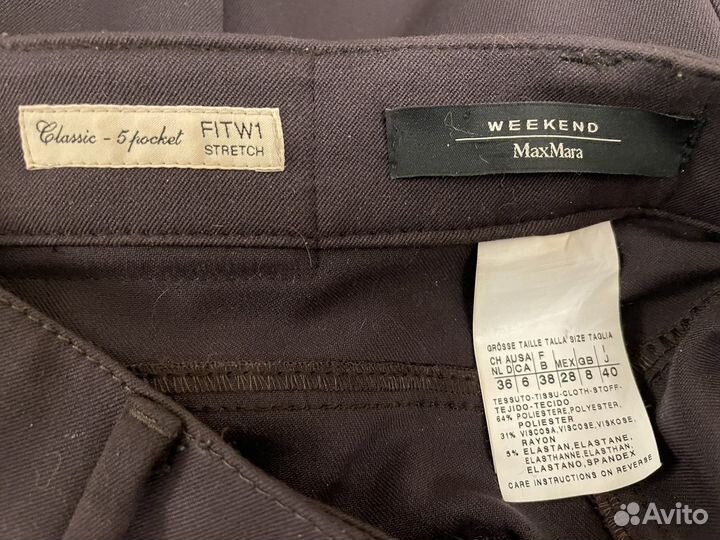 Classic - 5 pocket FITW1
STRETCH
WEEKEND
MaxMara
GRÖSSE TAILLE TALLA SIZE TAGLIA
CH AUSA F I
NL D CA B MEX GB J
36 6 38 28 8 40
TESSUTO-TISSU-CLOTH-STOFF-
TEJIDO-TECIDO
64% POLIESTERE, POLYESTER,
POLIESTER
31% VISCOSA, VISCOSE, VISKOSE,
RAYON
5% ELASTAN, ELASTANE,
ELASTHANNE, ELASTHAN,
ELASTANO, SPANDEX
CARE INSTRUCTIONS ON REVERSE
Avito